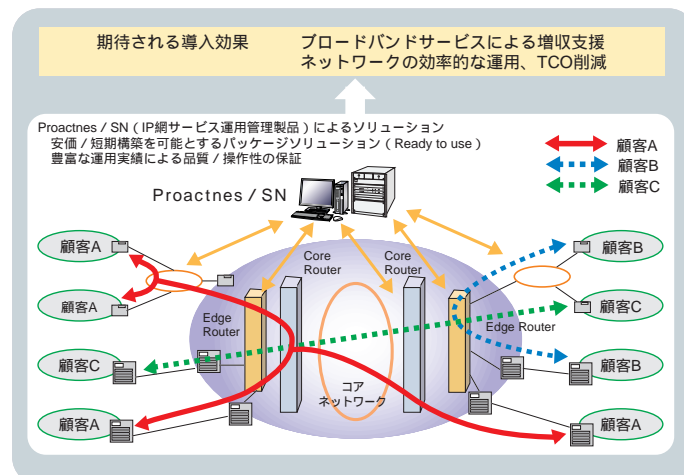 期待される導入効果
ブロードバンドサービスによる増収支援
ネットワークの効率的な運用、TCO削減
Proactnes / SN(IP網サービス運用管理製品)によるソリューション
安価 / 短期構築を可能とするパッケージソリューション(Ready to use)
豊富な運用実績による品質 / 操作性の保証
顧客A
顧客B
顧客C
Proactnes / SN
顧客A
顧客A
顧客C
顧客A
Edge Router
Core Router
Core Router
Edge Router
コア
ネットワーク
顧客B
顧客C
顧客B
顧客A